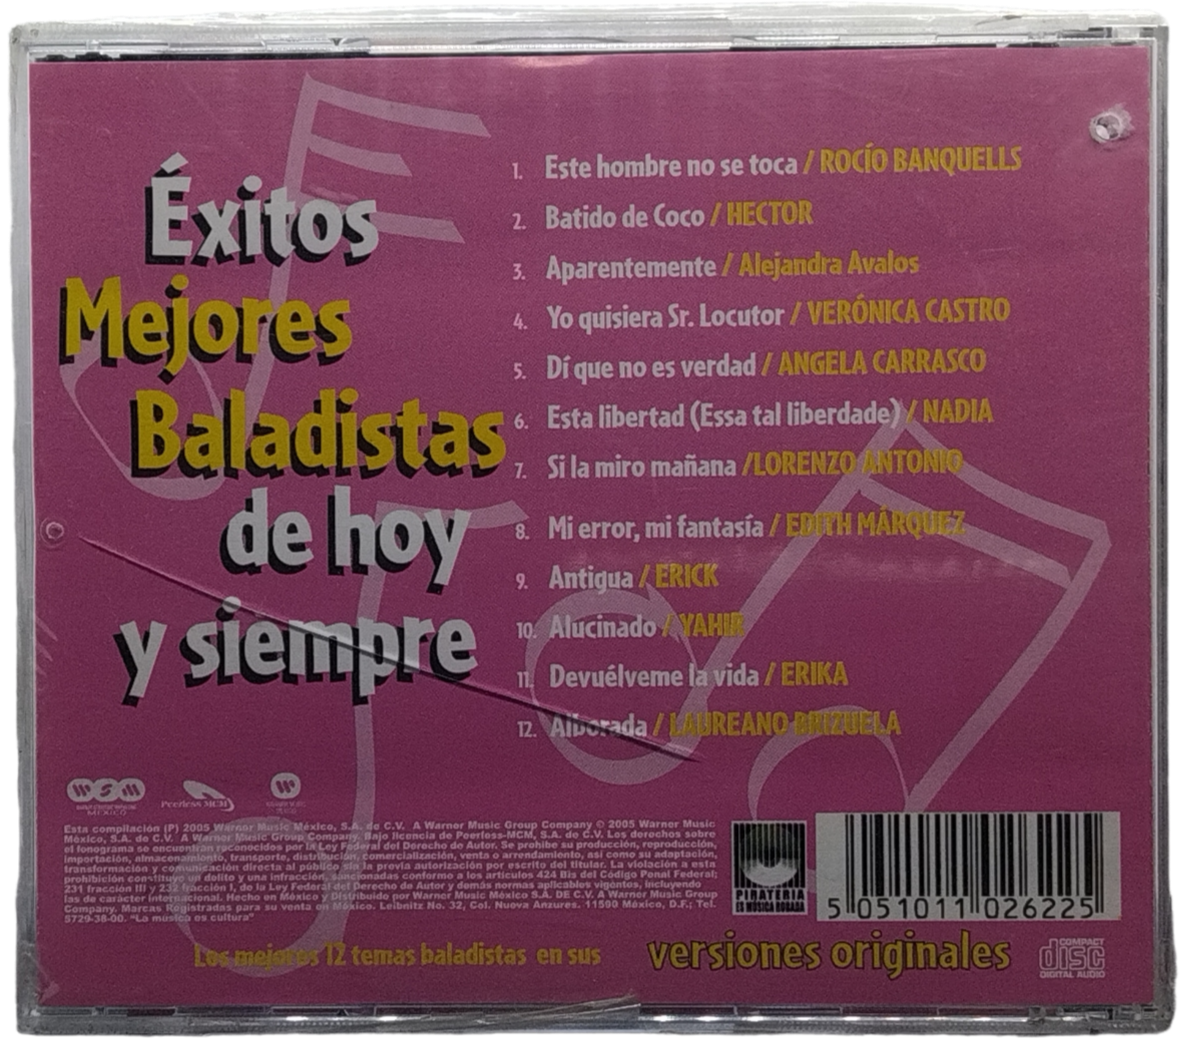 Éxitos
Mejores
Baladistas
de hoy
y siempre
1. Este hombre no se toca / ROCÍO BANQUELLS
2. Batido de Coco / HECTOR
3. Aparentemente / Alejandra Avalos
4. Yo quisiera Sr. Locutor / VERÓNICA CASTRO
5. Dí que no es verdad / ANGELA CARRASCO
6. Esta libertad (Essa tal liberdade) / NADIA
7. Si la miro mañana /LORENZO ANTONIO
8. Mi error, mi fantasía / EDITH MÁRQUEZ
9. Antigua / ERICK
10. Alucinado / YAHIR
11. Devuélveme la vida / ERIKA
12. Alborada / LAUREANO BRIZUELA
WSM
MEXICO
Peerless MCM
Esta compilación (P) 2005 Warner Music México, S.A. de C.V. A Warner Music Group Company © 2005 Warner Music
México, S.A. de C.V. A Warner Music Group Company. Bajo licencia de Peerless-MCM, S.A. de C.V. Los derechos sobre
el fonograma se encuentran reconocidos por la Ley Federal del Derecho de Autor. Se prohibe su producción, reproducción,
importación, almacenamiento, transporte, distribución, comercialización, venta o arrendamiento, así como su adaptación,
transformación y comunicación directa al público sin la previa autorización por escrito del titular. La violación a esta
prohibición constituye un delito y una infracción, sancionadas conforme a los artículos 424 Bis del Código Penal Federal;
231 fracción III y 232 fracción I, de la Ley Federal del Derecho de Autor y demás normas aplicables vigentes, incluyendo
las de carácter internacional. Hecho en México y Distribuido por Warner Music México S.A. DE C.V. A Warner Music Group
Company. Marcas Registradas para su venta en México. Leibnitz No. 32, Col. Nueva Anzures. 11590 México, D.F.; Tel.
5729-38-00. "La música es cultura"
PIRATERIA
ES MUSICA ROBADA
5 051011 026225
Los mejores 12 temas baladistas en sus versiones originales
COMPACT
disc
DIGITAL AUDIO